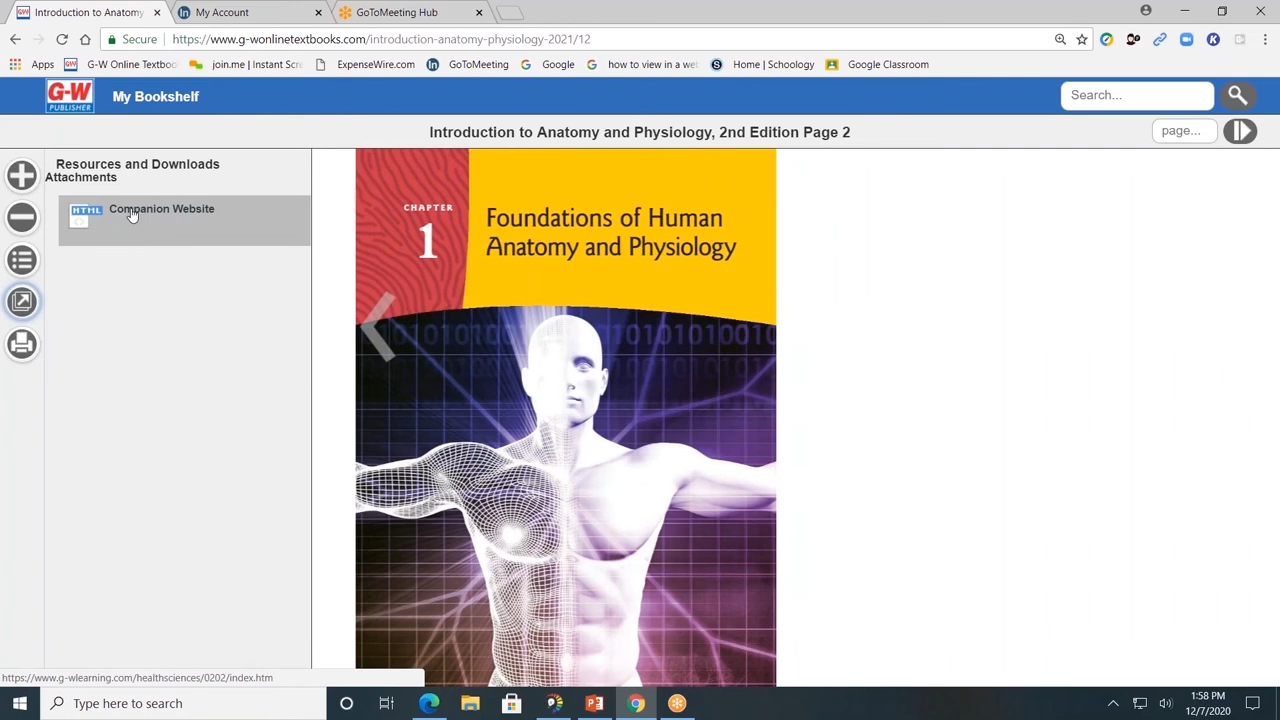 Introduction to Anatomy and
My Account
GoToMeeting Hub
Secure
https://www.g-wonlinetextbooks.com/introduction-anatomy-physiology-2021/12
Apps
G-W Online Textboo
join.me | Instant Scr
ExpenseWire.com
GoToMeeting
Google
how to view in a we
Home | Schoology
Google Classroom
G-W
PUBLISHER
My Bookshelf
Search...
Introduction to Anatomy and Physiology, 2nd Edition Page 2
page...
Resources and Downloads
Attachments
HTML
Companion Website
CHAPTER
1
Foundations of Human
Anatomy and Physiology
https://www.g-wlearning.com/healthsciences/0202/index.htm
Type here to search
1:58 PM
12/7/2020